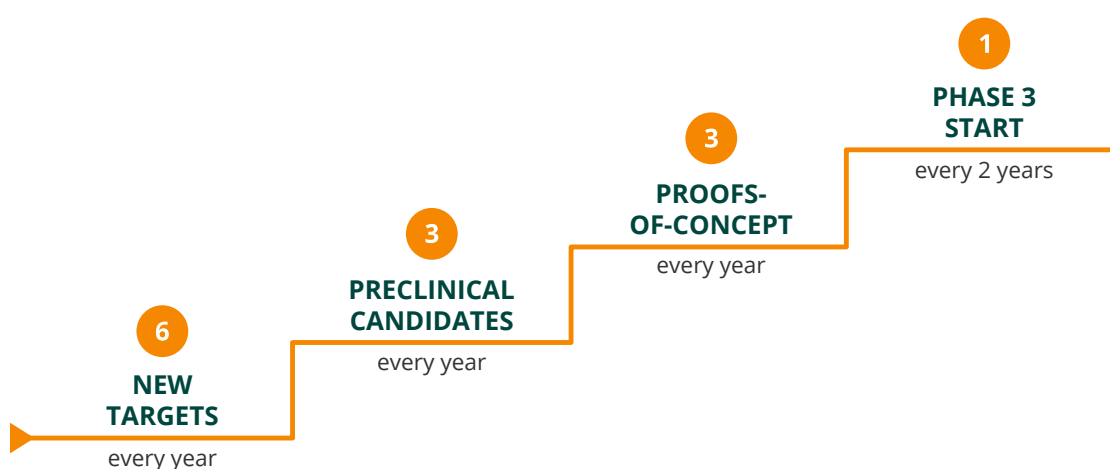 6
NEW
TARGETS
every year
3
PRECLINICAL
CANDIDATES
every year
3
PROOFS-
OF-CONCEPT
every year
1
PHASE 3
START
every 2 years